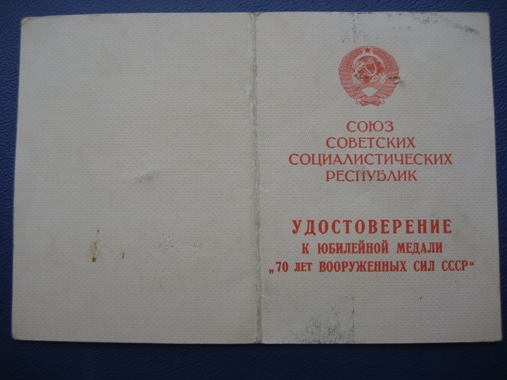 СОЮЗ
СОВЕТСКИХ
СОЦИАЛИСТИЧЕСКИХ
РЕСПУБЛИК
УДОСТОВЕРЕНИЕ
К ЮБИЛЕЙНОЙ МЕДАЛИ
„70 ЛЕТ ВООРУЖЕННЫХ СИЛ СССР“